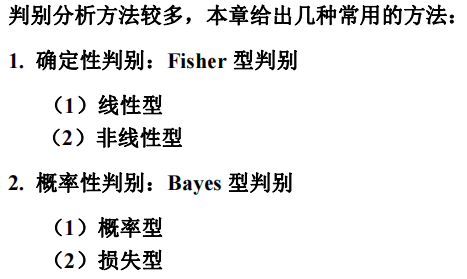 判别分析方法较多，本章给出几种常用的方法：
1. 确定性判别：Fisher 型判别
（1）线性型
（2）非线性型
2. 概率性判别：Bayes 型判别
（1）概率型
（2）损失型